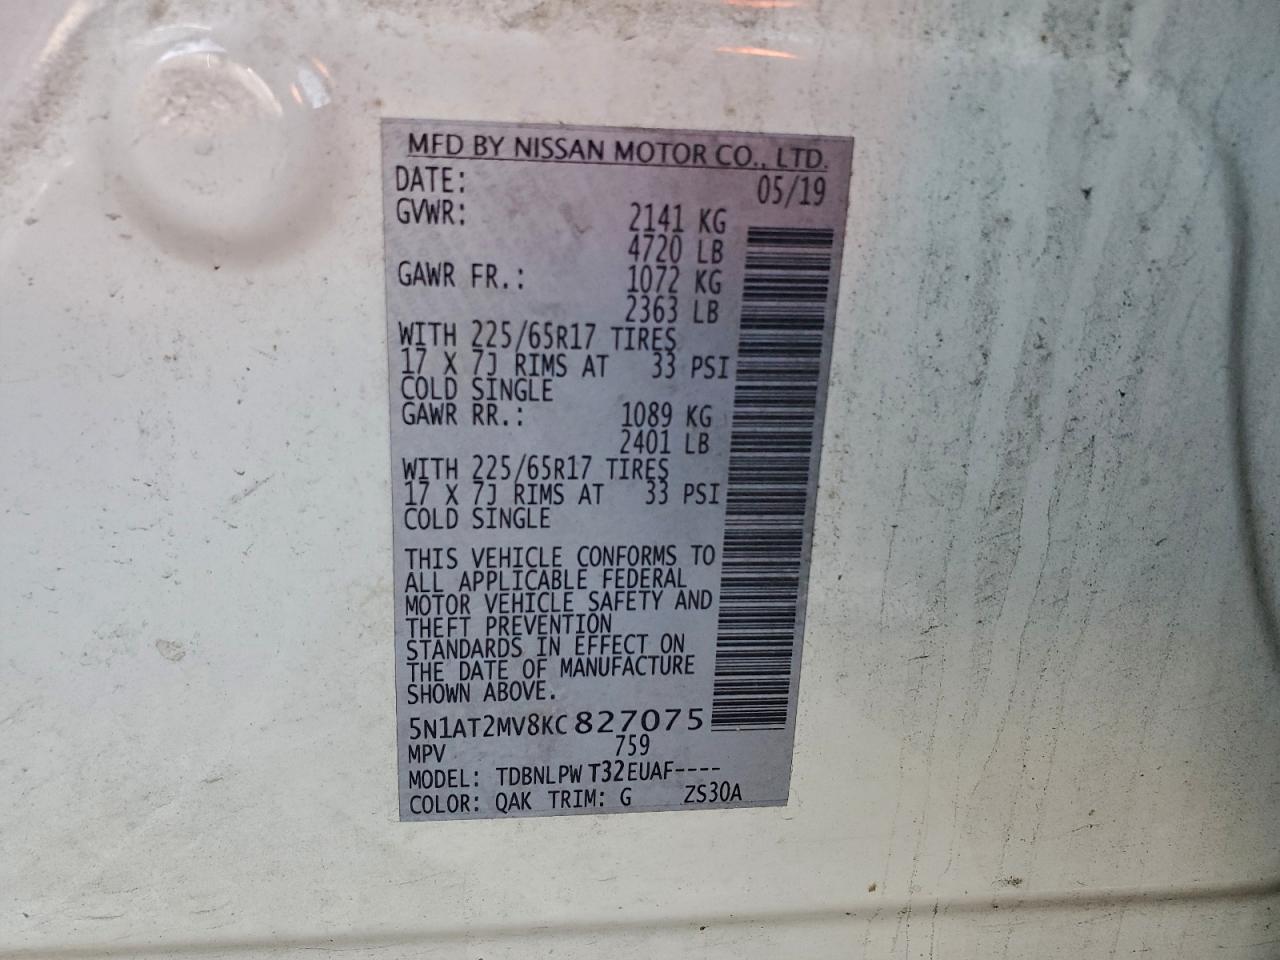 MFD BY NISSAN MOTOR CO., LTD.
DATE: 05/19
GVWR: 2141 KG
4720 LB
GAWR FR.: 1072 KG
2363 LB
WITH 225/65R17 TIRES
17 X 7J RIMS AT 33 PSI
COLD SINGLE
GAWR RR.: 1089 KG
2401 LB
WITH 225/65R17 TIRES
17 X 7J RIMS AT 33 PSI
COLD SINGLE
THIS VEHICLE CONFORMS TO
ALL APPLICABLE FEDERAL
MOTOR VEHICLE SAFETY AND
THEFT PREVENTION
STANDARDS IN EFFECT ON
THE DATE OF MANUFACTURE
SHOWN ABOVE.
5N1AT2MV8KC827075
MPV 759
MODEL: TDBNLPW T32EUAF----
COLOR: QAK TRIM: G ZS30A